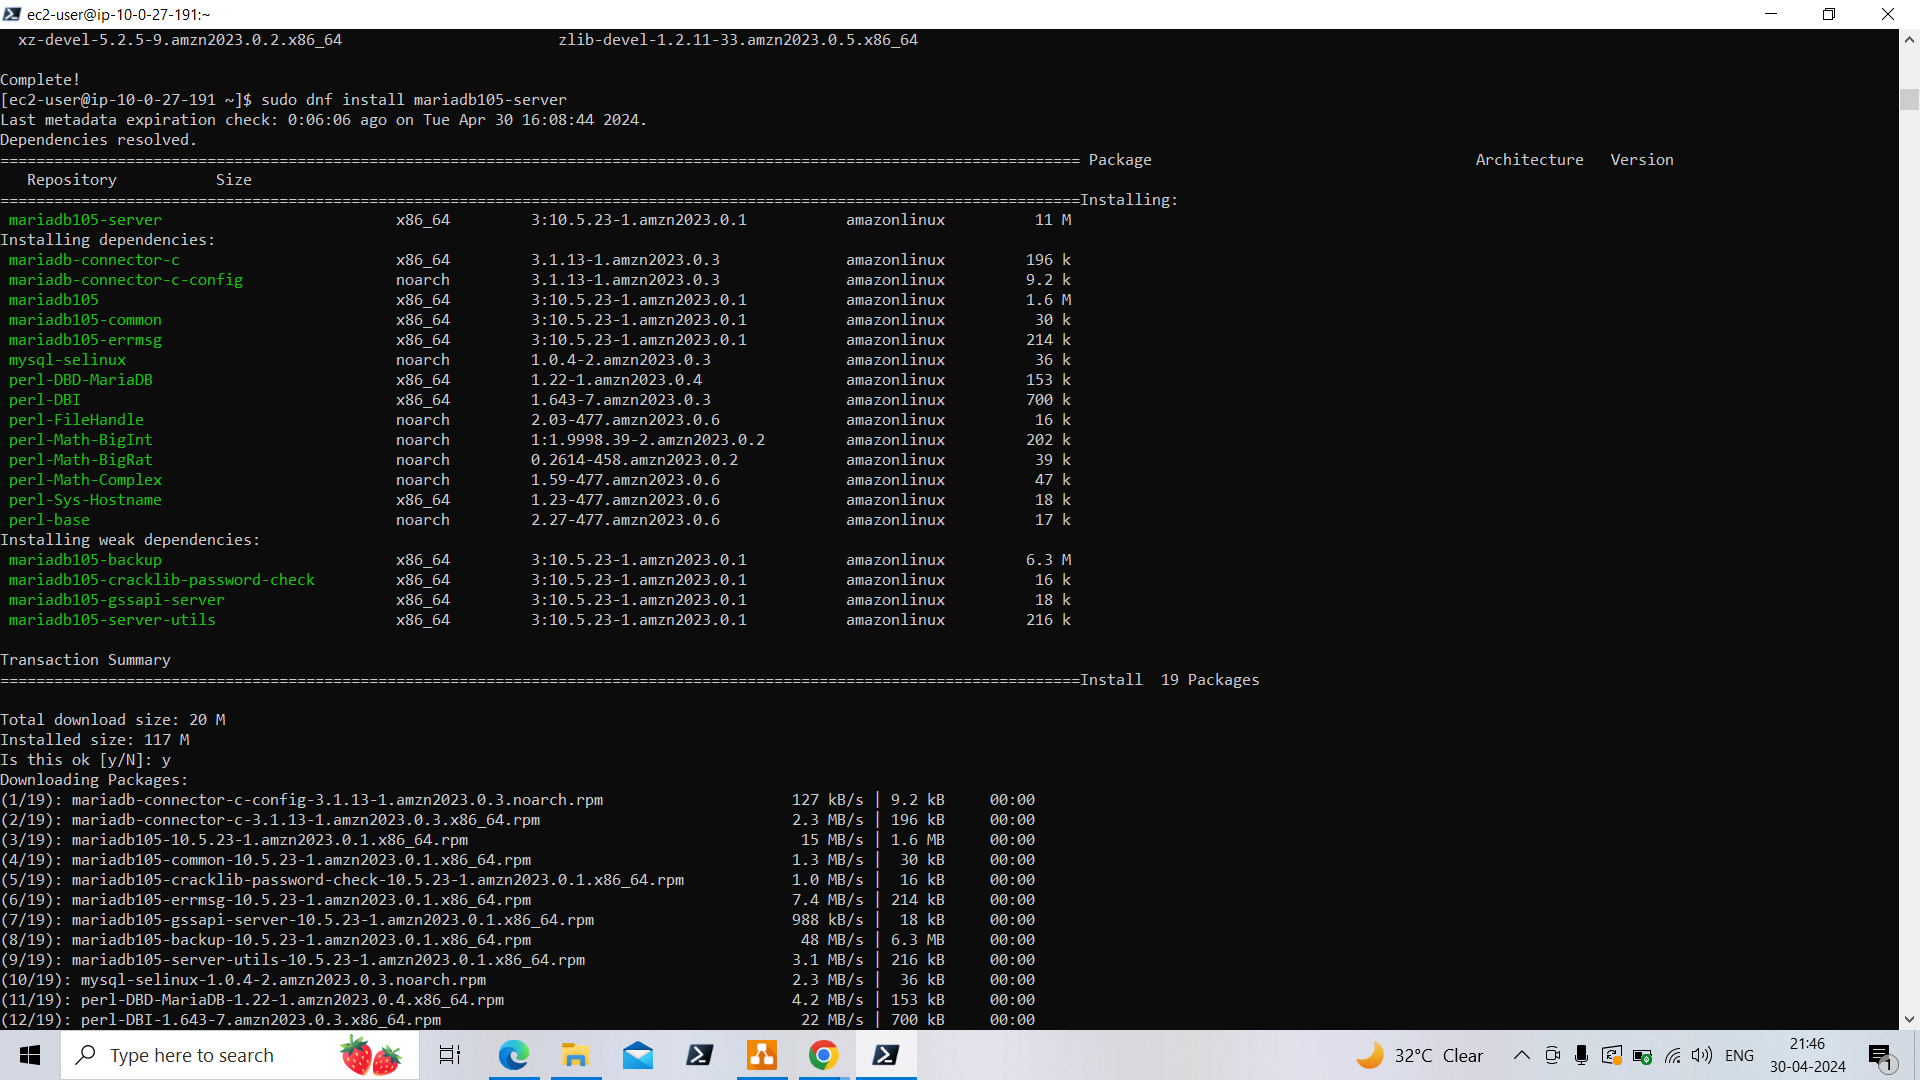 ec2-user@ip-10-0-27-191:~
xz-devel-5.2.5-9.amzn2023.0.2.x86_64 zlib-devel-1.2.11-33.amzn2023.0.5.x86_64
Complete!
[ec2-user@ip-10-0-27-191 ~]$ sudo dnf install mariadb105-server
Last metadata expiration check: 0:06:06 ago on Tue Apr 30 16:08:44 2024.
Dependencies resolved.
======================================================================================================================== Package Architecture Version
Repository Size
========================================================================================================================Installing:
mariadb105-server x86_64 3:10.5.23-1.amzn2023.0.1 amazonlinux 11 M
Installing dependencies:
mariadb-connector-c x86_64 3.1.13-1.amzn2023.0.3 amazonlinux 196 k
mariadb-connector-c-config noarch 3.1.13-1.amzn2023.0.3 amazonlinux 9.2 k
mariadb105 x86_64 3:10.5.23-1.amzn2023.0.1 amazonlinux 1.6 M
mariadb105-common x86_64 3:10.5.23-1.amzn2023.0.1 amazonlinux 30 k
mariadb105-errmsg x86_64 3:10.5.23-1.amzn2023.0.1 amazonlinux 214 k
mysql-selinux noarch 1.0.4-2.amzn2023.0.3 amazonlinux 36 k
perl-DBD-MariaDB x86_64 1.22-1.amzn2023.0.4 amazonlinux 153 k
perl-DBI x86_64 1.643-7.amzn2023.0.3 amazonlinux 700 k
perl-FileHandle noarch 2.03-477.amzn2023.0.6 amazonlinux 16 k
perl-Math-BigInt noarch 1:1.9998.39-2.amzn2023.0.2 amazonlinux 202 k
perl-Math-BigRat noarch 0.2614-458.amzn2023.0.2 amazonlinux 39 k
perl-Math-Complex noarch 1.59-477.amzn2023.0.6 amazonlinux 47 k
perl-Sys-Hostname x86_64 1.23-477.amzn2023.0.6 amazonlinux 18 k
perl-base noarch 2.27-477.amzn2023.0.6 amazonlinux 17 k
Installing weak dependencies:
mariadb105-backup x86_64 3:10.5.23-1.amzn2023.0.1 amazonlinux 6.3 M
mariadb105-cracklib-password-check x86_64 3:10.5.23-1.amzn2023.0.1 amazonlinux 16 k
mariadb105-gssapi-server x86_64 3:10.5.23-1.amzn2023.0.1 amazonlinux 18 k
mariadb105-server-utils x86_64 3:10.5.23-1.amzn2023.0.1 amazonlinux 216 k
Transaction Summary
========================================================================================================================Install 19 Packages
Total download size: 20 M
Installed size: 117 M
Is this ok [y/N]: y
Downloading Packages:
(1/19): mariadb-connector-c-config-3.1.13-1.amzn2023.0.3.noarch.rpm 127 kB/s | 9.2 kB 00:00
(2/19): mariadb-connector-c-3.1.13-1.amzn2023.0.3.x86_64.rpm 2.3 MB/s | 196 kB 00:00
(3/19): mariadb105-10.5.23-1.amzn2023.0.1.x86_64.rpm 15 MB/s | 1.6 MB 00:00
(4/19): mariadb105-common-10.5.23-1.amzn2023.0.1.x86_64.rpm 1.3 MB/s | 30 kB 00:00
(5/19): mariadb105-cracklib-password-check-10.5.23-1.amzn2023.0.1.x86_64.rpm 1.0 MB/s | 16 kB 00:00
(6/19): mariadb105-errmsg-10.5.23-1.amzn2023.0.1.x86_64.rpm 7.4 MB/s | 214 kB 00:00
(7/19): mariadb105-gssapi-server-10.5.23-1.amzn2023.0.1.x86_64.rpm 988 kB/s | 18 kB 00:00
(8/19): mariadb105-backup-10.5.23-1.amzn2023.0.1.x86_64.rpm 48 MB/s | 6.3 MB 00:00
(9/19): mariadb105-server-utils-10.5.23-1.amzn2023.0.1.x86_64.rpm 3.1 MB/s | 216 kB 00:00
(10/19): mysql-selinux-1.0.4-2.amzn2023.0.3.noarch.rpm 2.3 MB/s | 36 kB 00:00
(11/19): perl-DBD-MariaDB-1.22-1.amzn2023.0.4.x86_64.rpm 4.2 MB/s | 153 kB 00:00
(12/19): perl-DBI-1.643-7.amzn2023.0.3.x86_64.rpm 22 MB/s | 700 kB 00:00
Type here to search
32°C Clear
ENG
21:46
30-04-2024
1